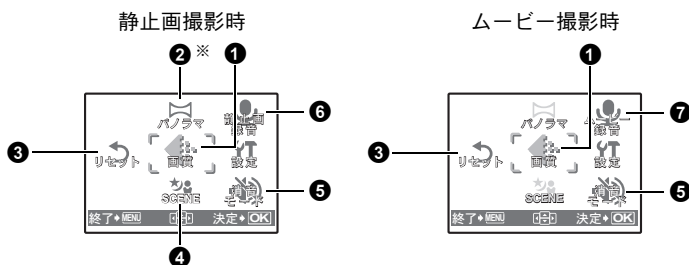 静止画撮影時
ムービー撮影時
❷※ ❶
❶
パノラマ
静止画
録音
❻
パノラマ
ムービー
録音
❼
❸
リセット
画質
設定
❸
リセット
画質
設定
SCENE
消音
モード
❺
SCENE
消音
モード
❺
終了 MENU
決定 OK
終了 MENU
決定 OK
❹